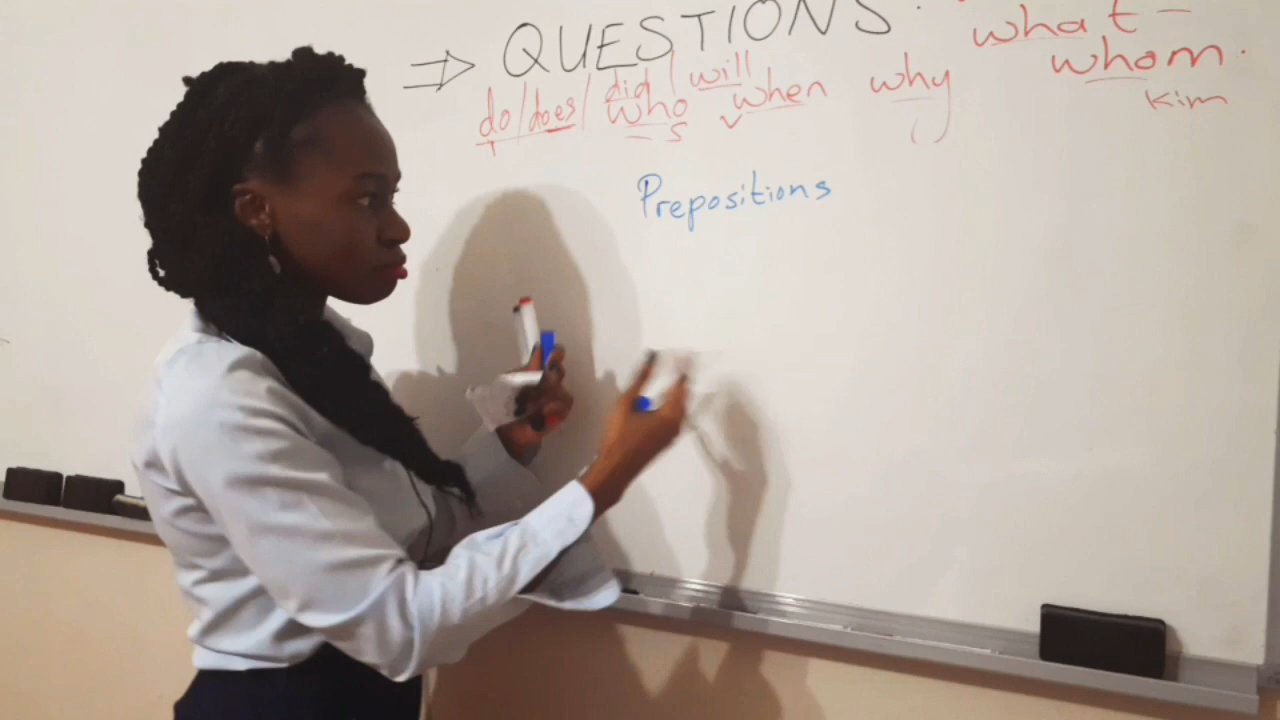 ⇒ QUESTIONS.
what –
do/does/ did / will
who when why
whom.
– s
kim
Prepositions